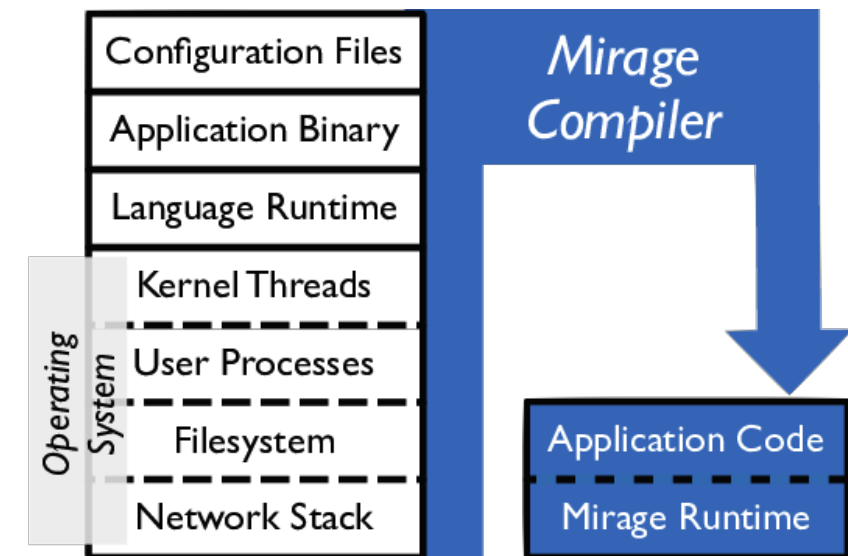 Configuration Files
Application Binary
Language Runtime
Kernel Threads
User Processes
Filesystem
Network Stack
Operating
System
Mirage
Compiler
Application Code
Mirage Runtime